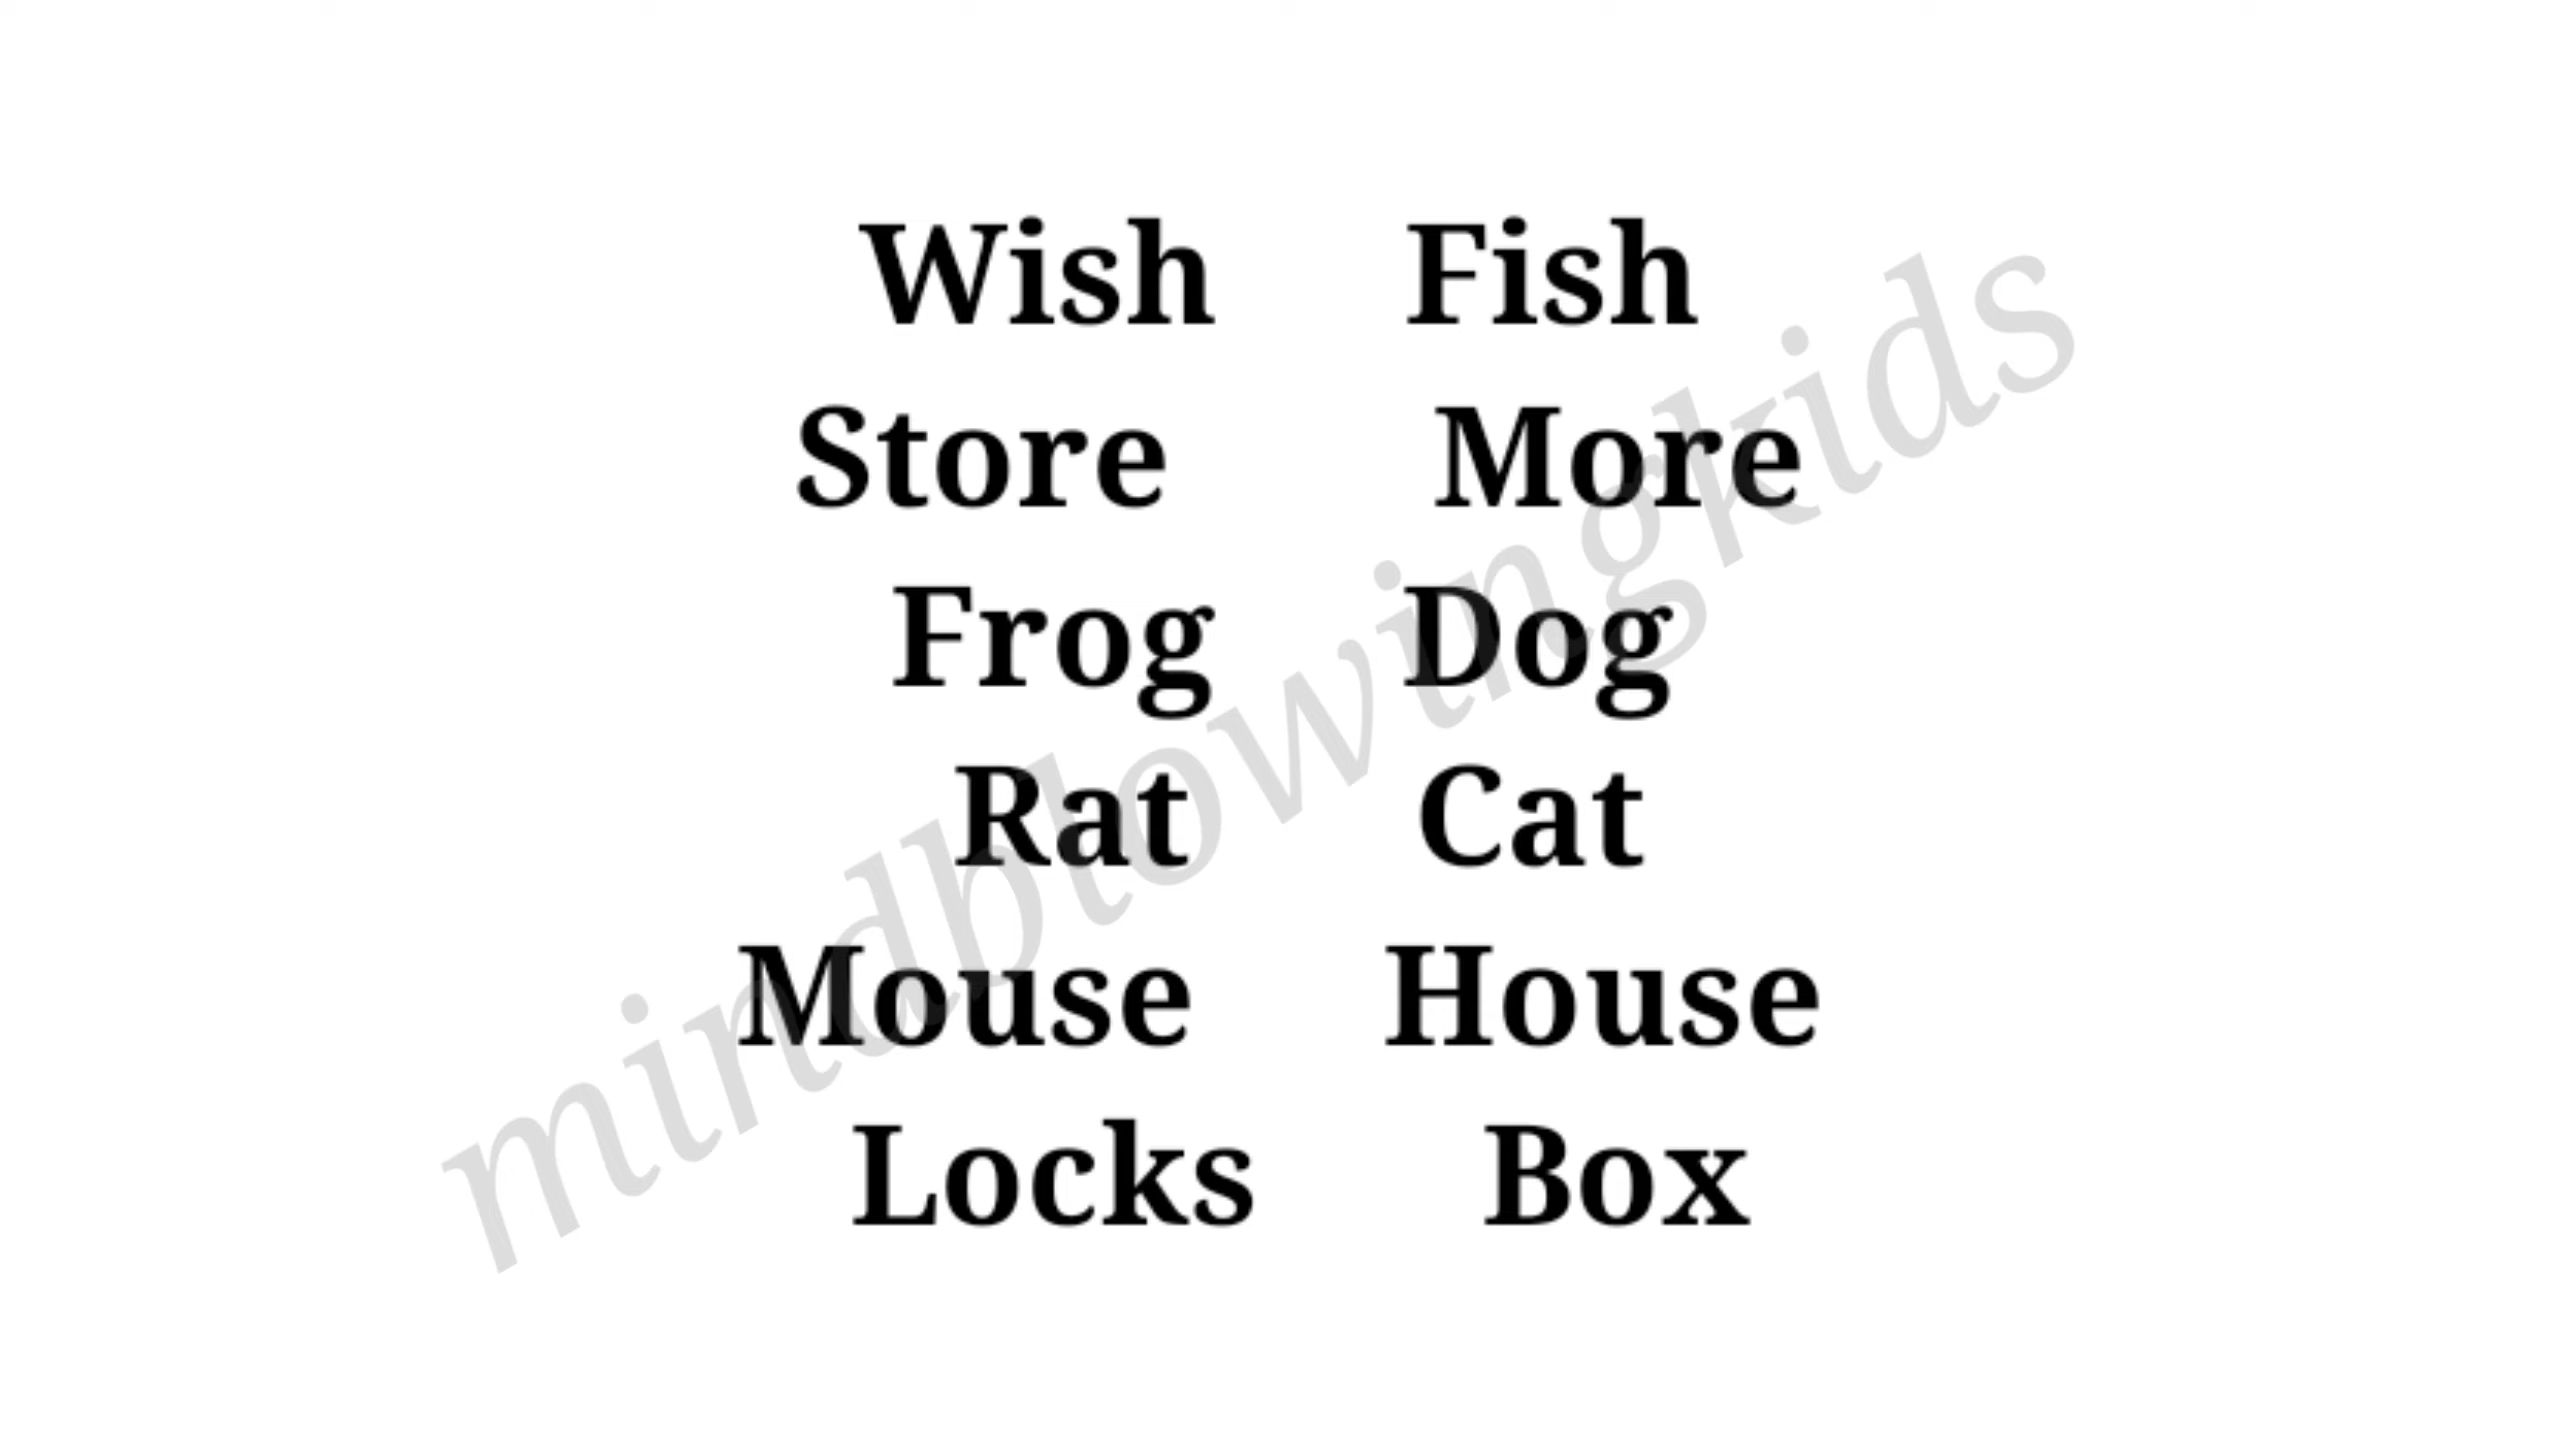 Wish Fish
Store More
Frog Dog
Rat Cat
Mouse House
Locks Box
mindblowingkids